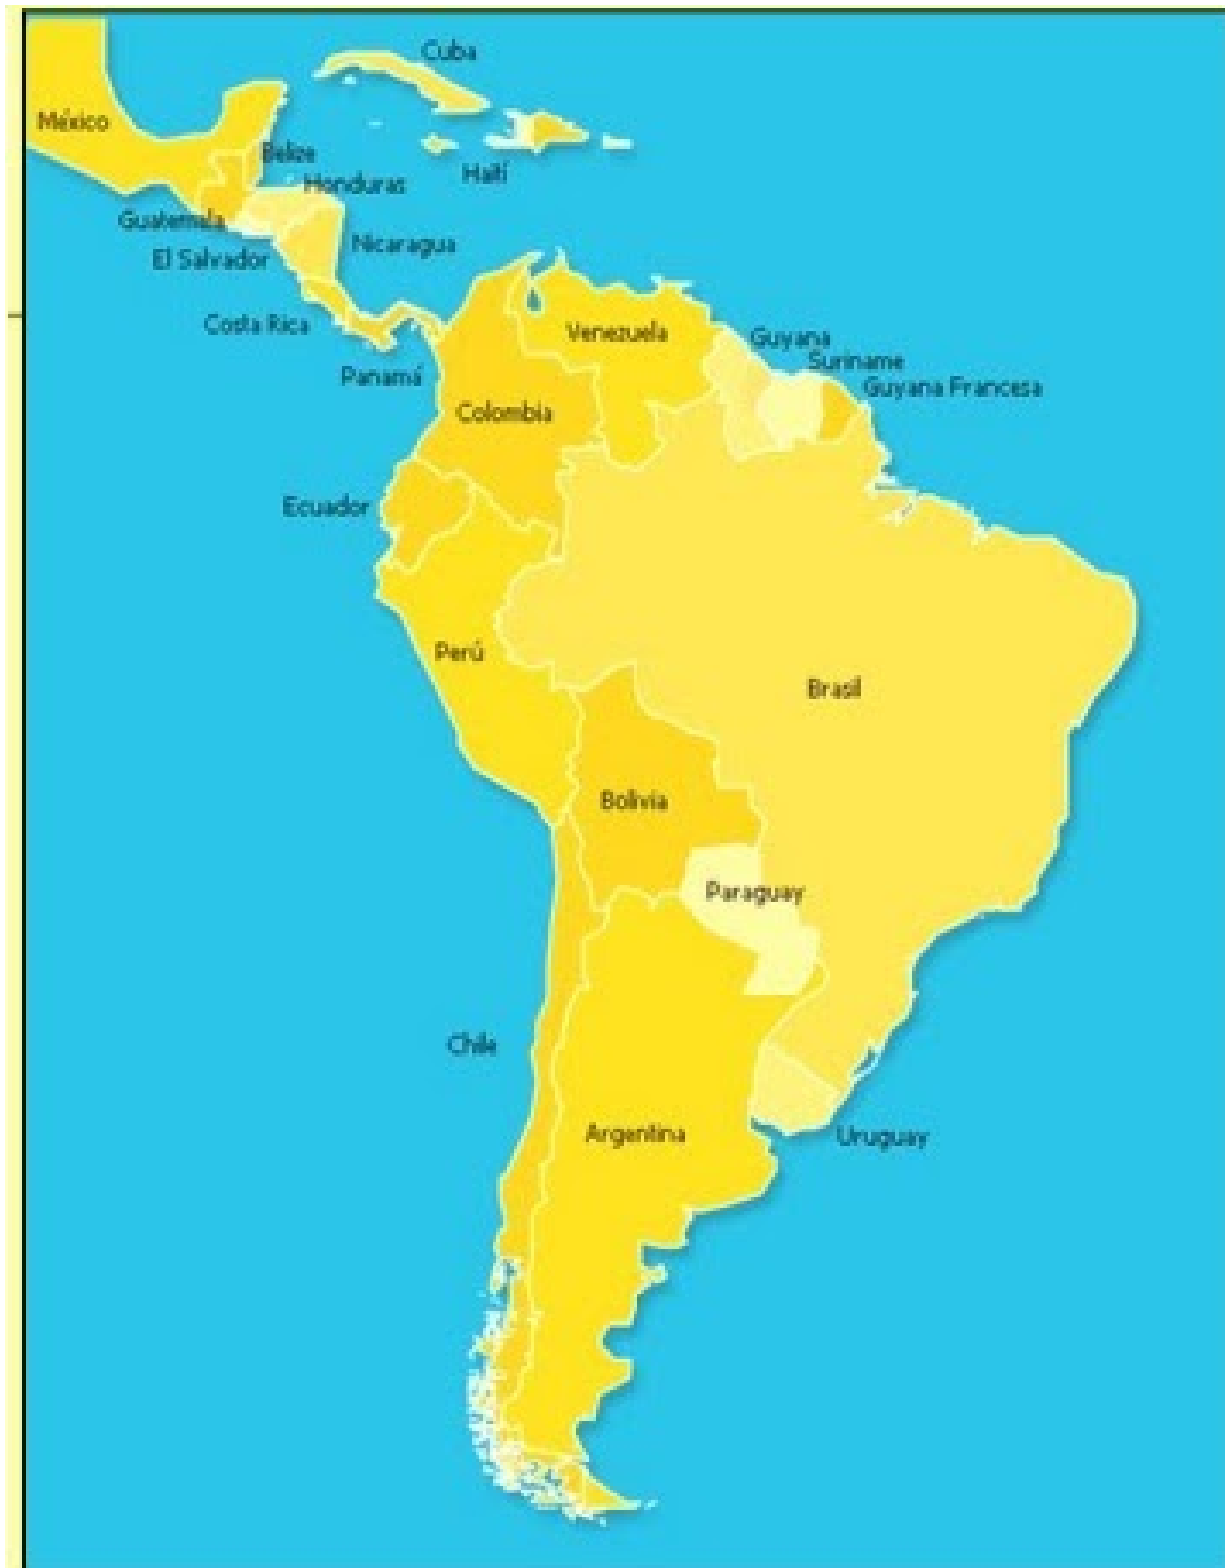 Cuba
México
Belize
Haití
Honduras
Guatemala
Nicaragua
El Salvador
Costa Rica
Venezuela
Guyana
Suriname
Panamá
Guyana Francesa
Colombia
Ecuador
Perú
Brasil
Bolivia
Paraguay
Chile
Argentina
Uruguay